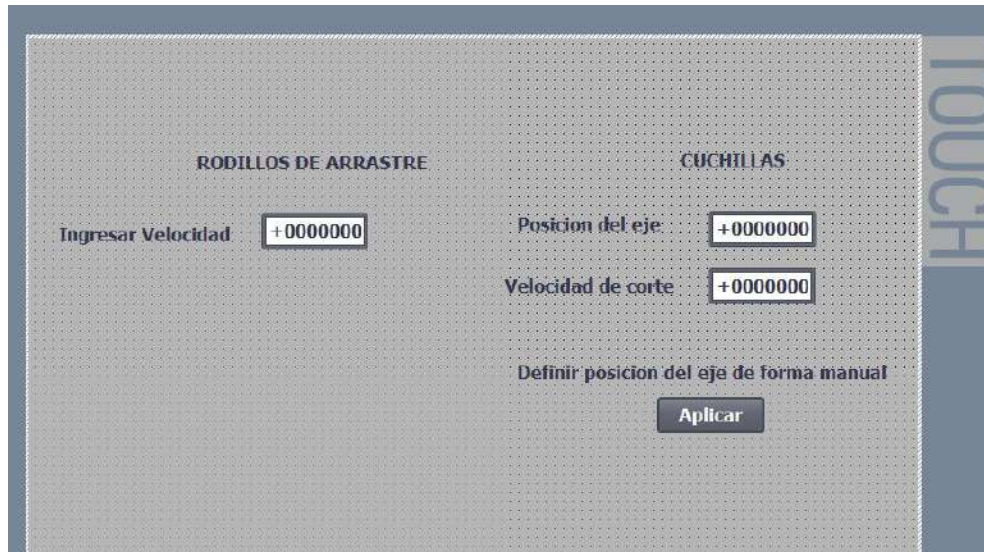 RODILLOS DE ARRASTRE
Ingresar Velocidad +0000000
CUCHILLAS
Posicion del eje +0000000
Velocidad de corte +0000000
Definir posicion del eje de forma manual
Aplicar
TOUCH